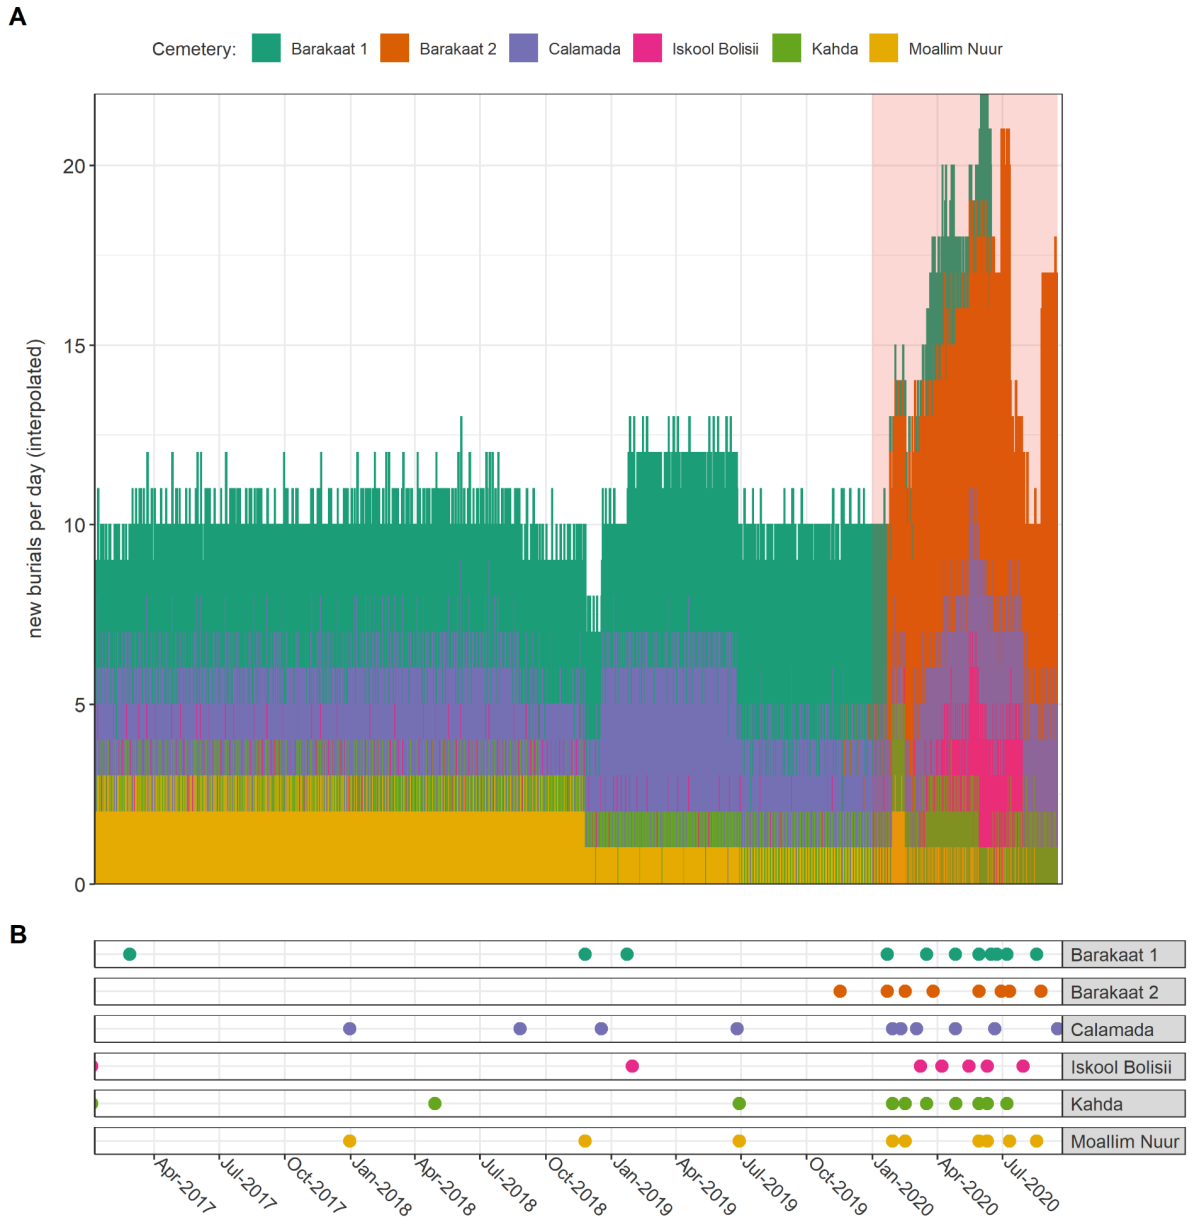 A
Cemetery: Barakaat 1 Barakaat 2 Calamada Iskool Bolisii Kahda Moallim Nuur
new burials per day (interpolated)
20
15
10
5
0
B
Barakaat 1
Barakaat 2
Calamada
Iskool Bolisii
Kahda
Moallim Nuur
Apr-2017 Jul-2017 Oct-2017 Jan-2018 Apr-2018 Jul-2018 Oct-2018 Jan-2019 Apr-2019 Jul-2019 Oct-2019 Jan-2020 Apr-2020 Jul-2020